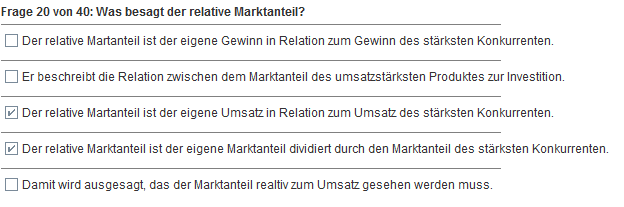 Frage 20 von 40: Was besagt der relative Marktanteil?
Der relative Martanteil ist der eigene Gewinn in Relation zum Gewinn des stärksten Konkurrenten.
Er beschreibt die Relation zwischen dem Marktanteil des umsatzstärksten Produktes zur Investition.
Der relative Martanteil ist der eigene Umsatz in Relation zum Umsatz des stärksten Konkurrenten.
Der relative Marktanteil ist der eigene Marktanteil dividiert durch den Marktanteil des stärksten Konkurrenten.
Damit wird ausgesagt, das der Marktanteil realtiv zum Umsatz gesehen werden muss.